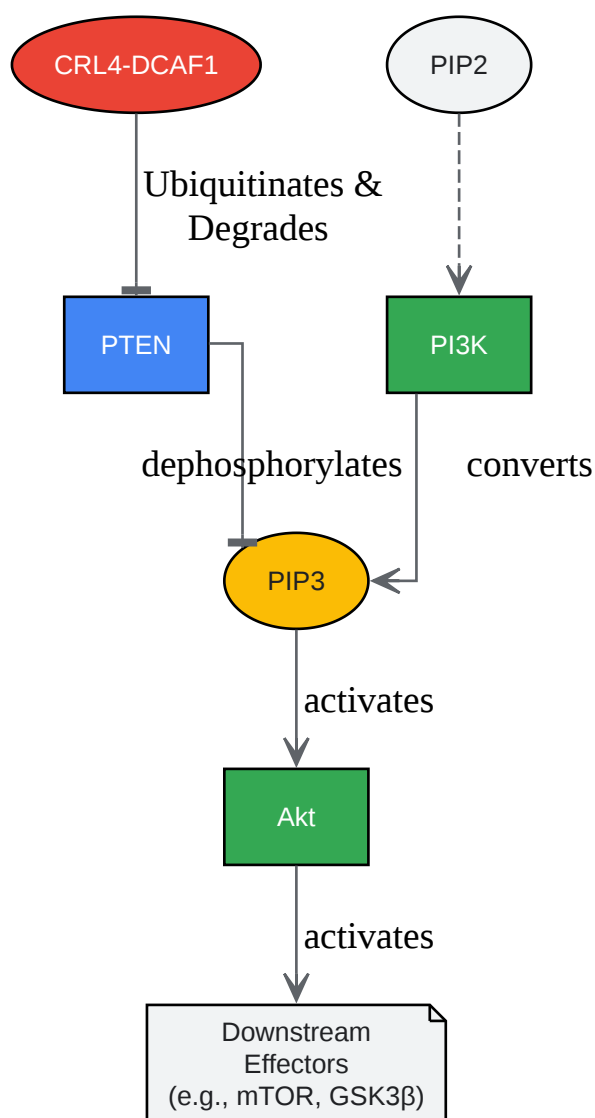 CRL4-DCAF1
PIP2
Ubiquitinates &
Degrades
PTEN
PI3K
dephosphorylates
converts
PIP3
activates
Akt
activates
Downstream
Effectors
(e.g., mTOR, GSK3β)